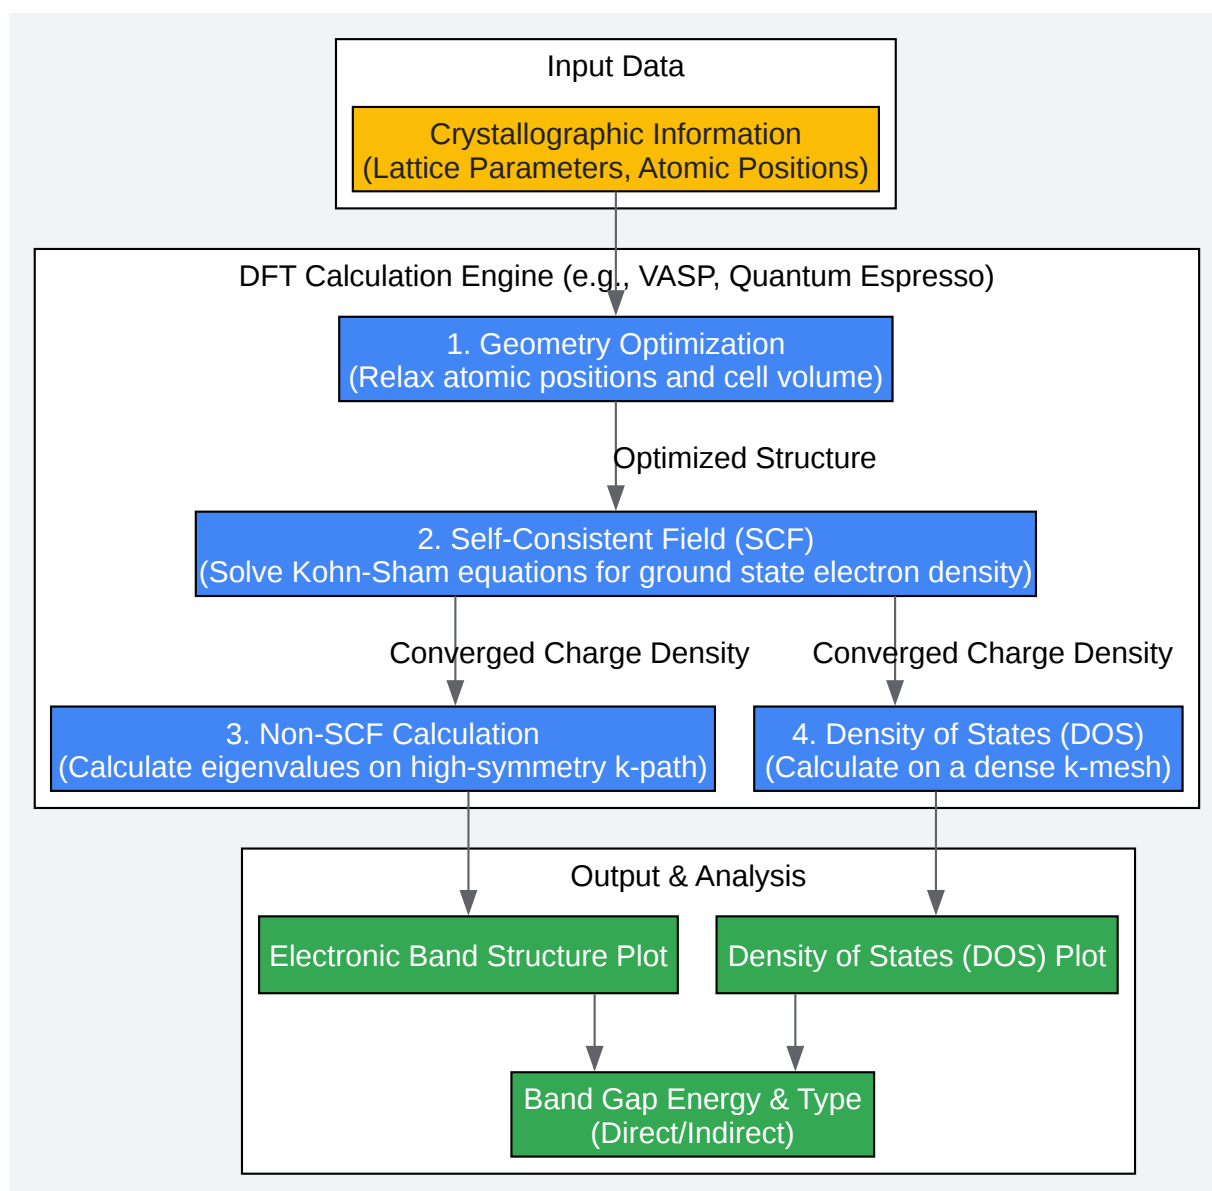 Input Data
Crystallographic Information
(Lattice Parameters, Atomic Positions)
DFT Calculation Engine (e.g., VASP, Quantum Espresso)
1. Geometry Optimization
(Relax atomic positions and cell volume)
Optimized Structure
2. Self-Consistent Field (SCF)
(Solve Kohn-Sham equations for ground state electron density)
Converged Charge Density
Converged Charge Density
3. Non-SCF Calculation
(Calculate eigenvalues on high-symmetry k-path)
4. Density of States (DOS)
(Calculate on a dense k-mesh)
Output & Analysis
Electronic Band Structure Plot
Density of States (DOS) Plot
Band Gap Energy & Type
(Direct/Indirect)